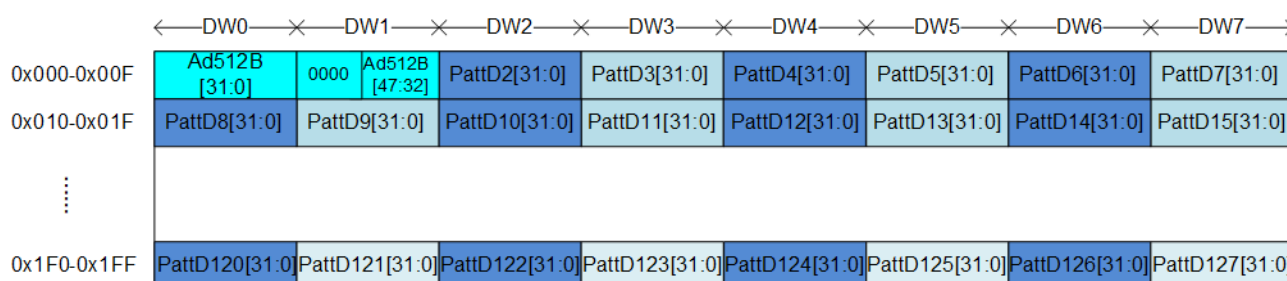 DW0 DW1 DW2 DW3 DW4 DW5 DW6 DW7
0x000-0x00F Ad512B [31:0] 0000 Ad512B [47:32] PattD2[31:0] PattD3[31:0] PattD4[31:0] PattD5[31:0] PattD6[31:0] PattD7[31:0]
0x010-0x01F PattD8[31:0] PattD9[31:0] PattD10[31:0] PattD11[31:0] PattD12[31:0] PattD13[31:0] PattD14[31:0] PattD15[31:0]
0x1F0-0x1FF PattD120[31:0] PattD121[31:0] PattD122[31:0] PattD123[31:0] PattD124[31:0] PattD125[31:0] PattD126[31:0] PattD127[31:0